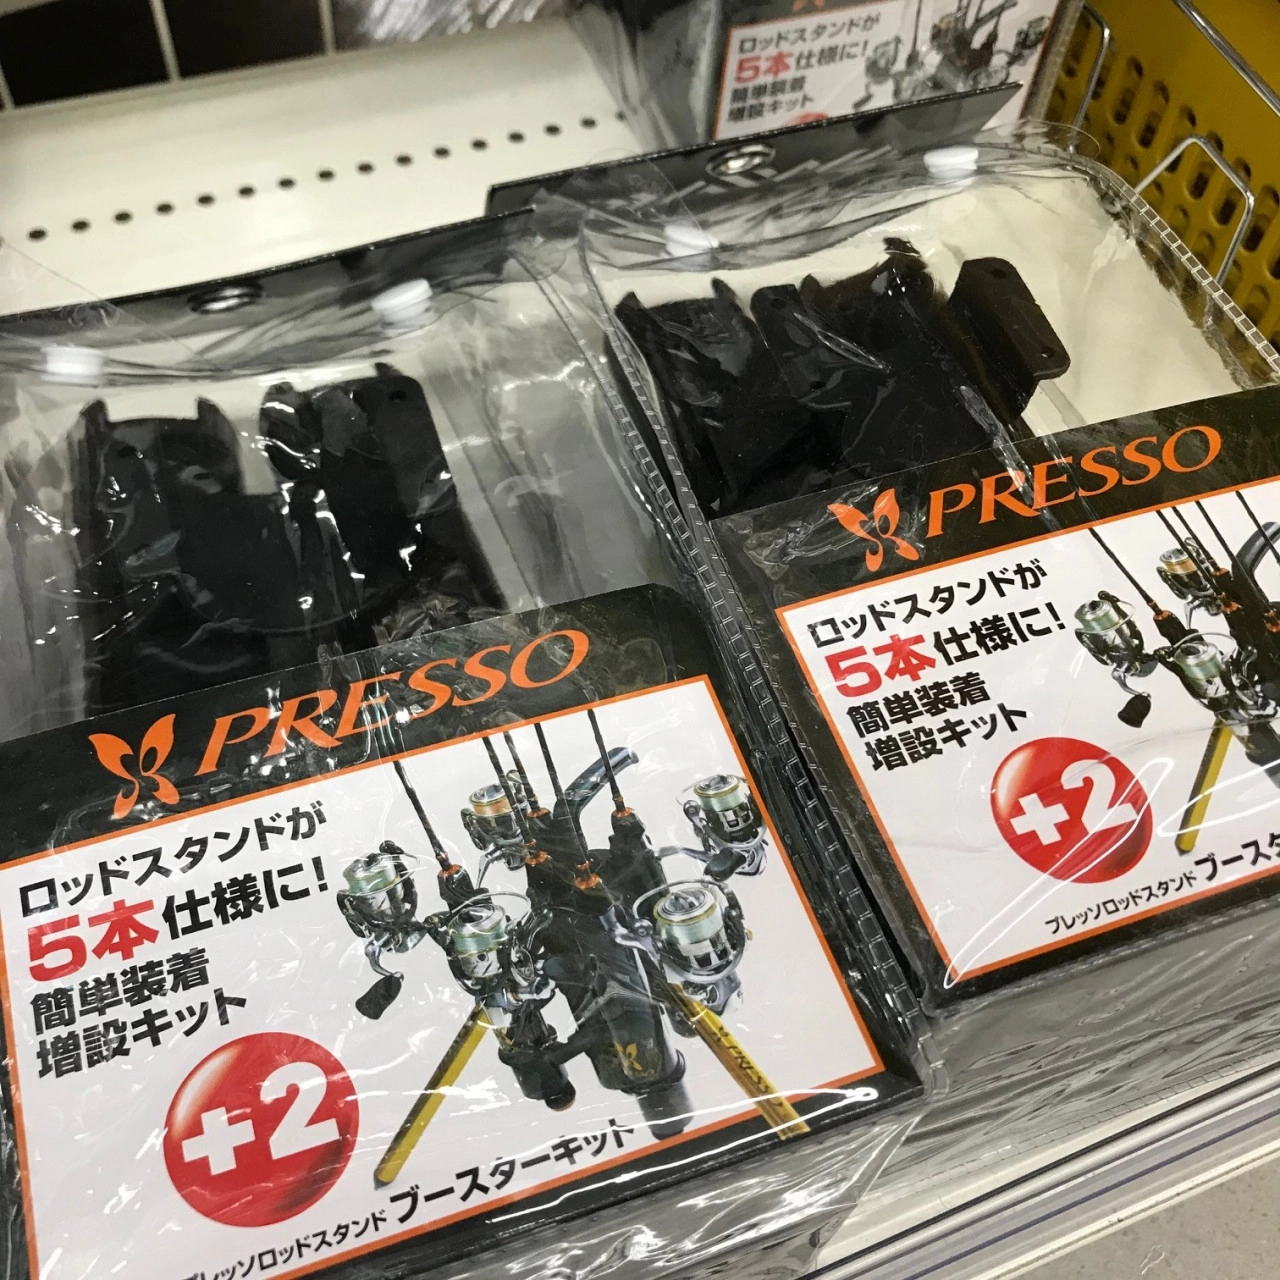 ロッドスタンドが
5本仕様に!
簡単装着
増設キット
PRESSO
ロッドスタンドが
5本仕様に!
簡単装着
増設キット
+2
プレッソロッドスタンド ブースター
PRESSO
ロッドスタンドが
5本仕様に!
簡単装着
増設キット
+2
PRESSO
プレッソロッドスタンド ブースターキット